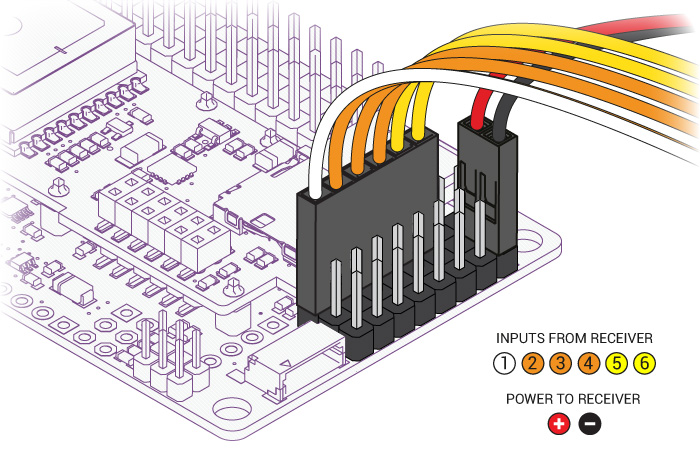 INPUTS FROM RECEIVER
1 2 3 4 5 6
POWER TO RECEIVER
+ −